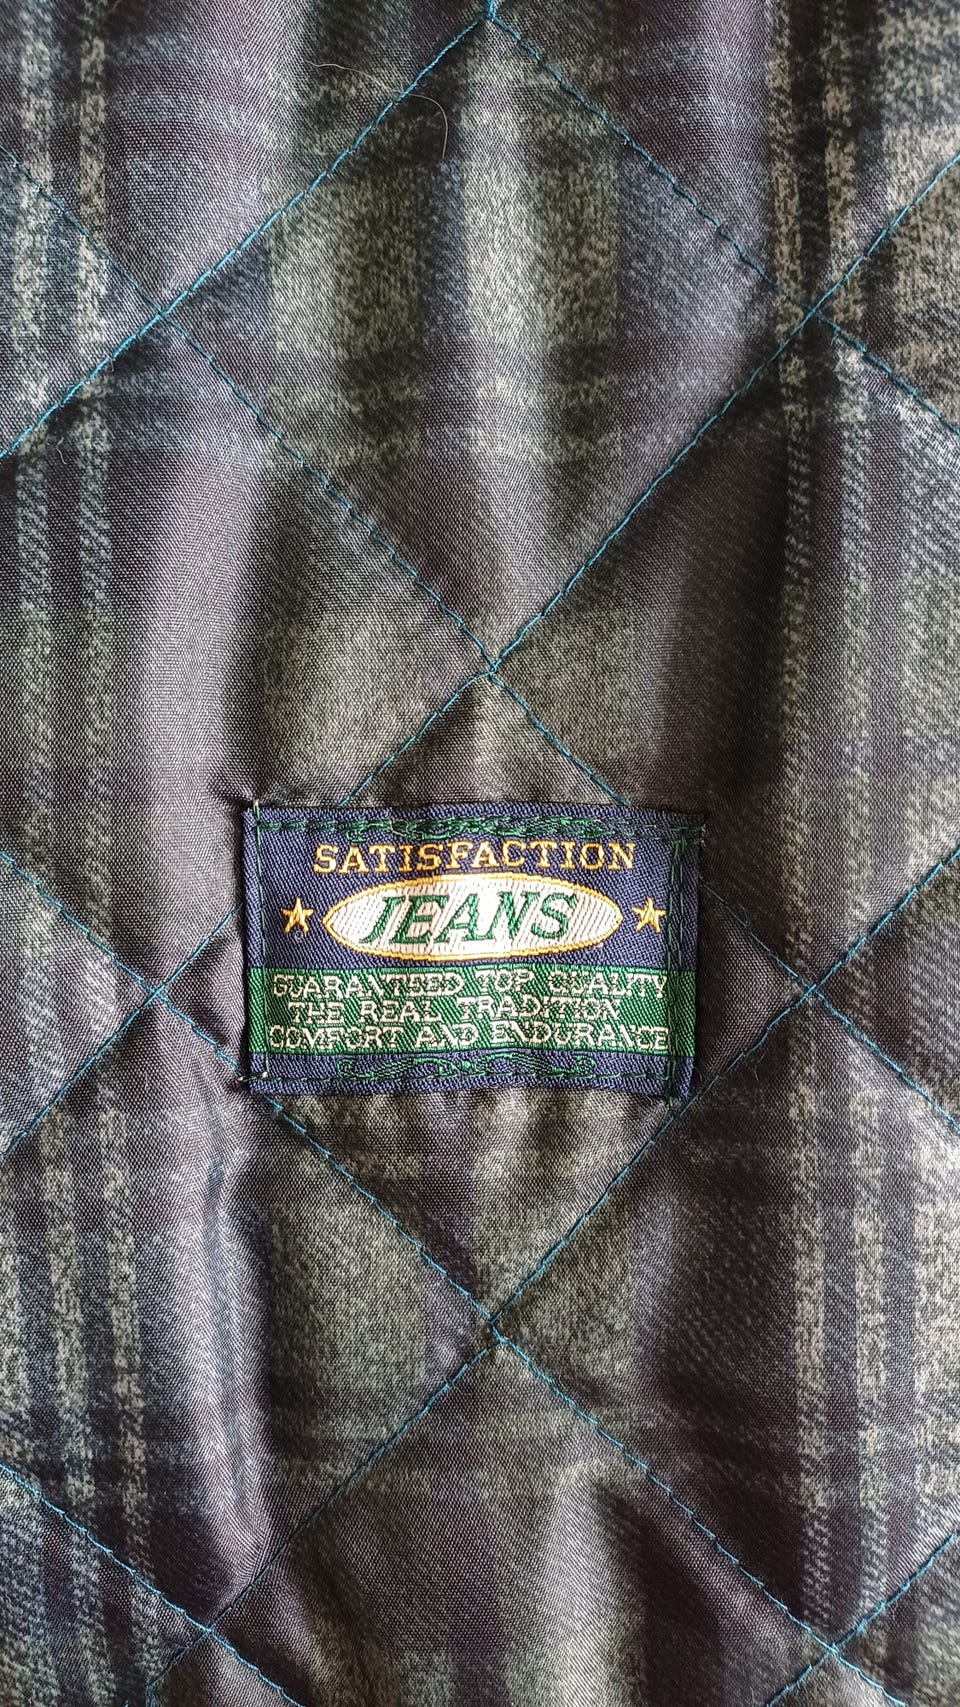 SATISFACTION
JEANS
GUARANTEED TOP QUALITY
THE REAL TRADITION
COMFORT AND ENDURANCE